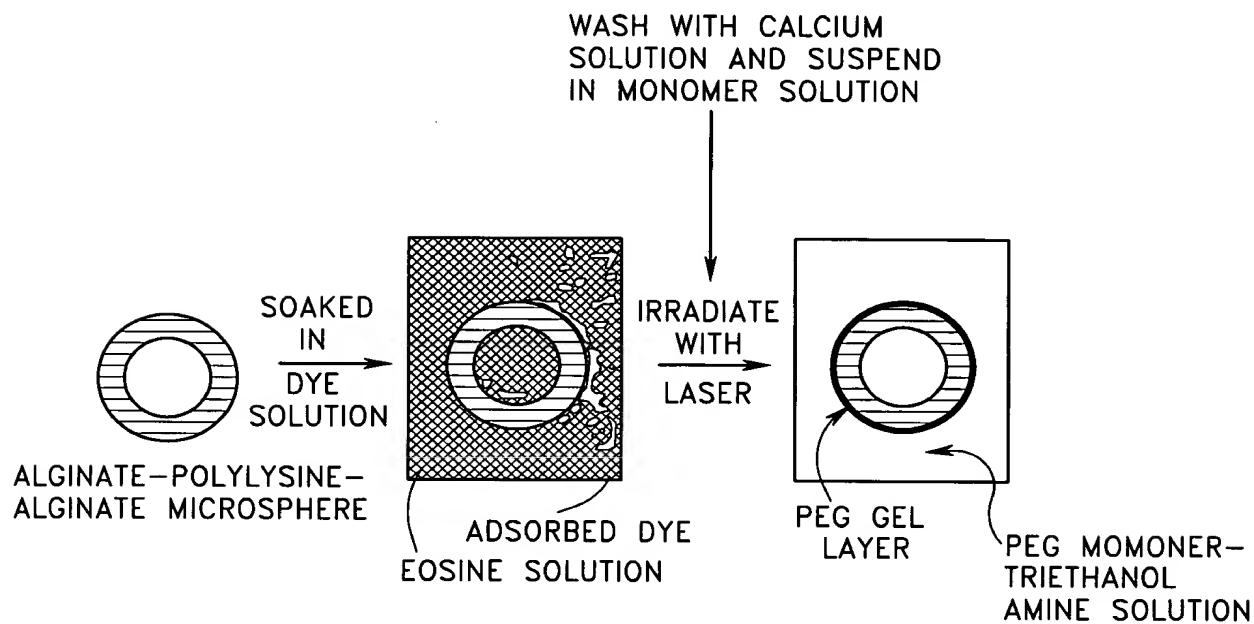 WASH WITH CALCIUM
SOLUTION AND SUSPEND
IN MONOMER SOLUTION
SOAKED
IN
DYE
SOLUTION
IRRADIATE
WITH
LASER
ALGINATE-POLYLYSINE-
ALGINATE MICROSPHERE
ADSORBED DYE
EOSINE SOLUTION
PEG GEL
LAYER
PEG MOMONER-
TRIETHANOL
AMINE SOLUTION